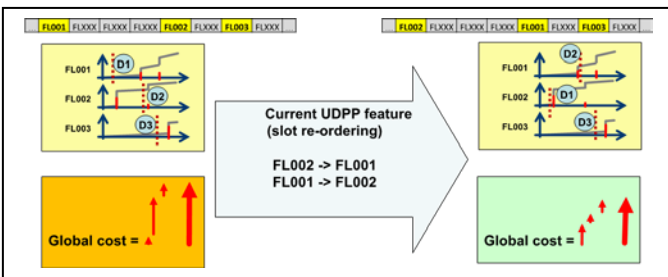 FL001 FLXXX FLXXX FLXXX FL002 FLXXX FL003 FLXXX
FL002 FLXXX FLXXX FLXXX FL001 FLXXX FL003 FLXXX
FL001
D1
FL002
D2
FL003
D3
Global cost =
Current UDPP feature
(slot re-ordering)
FL002 -> FL001
FL001 -> FL002
D2
FL001
D1
FL002
D3
FL003
Global cost =